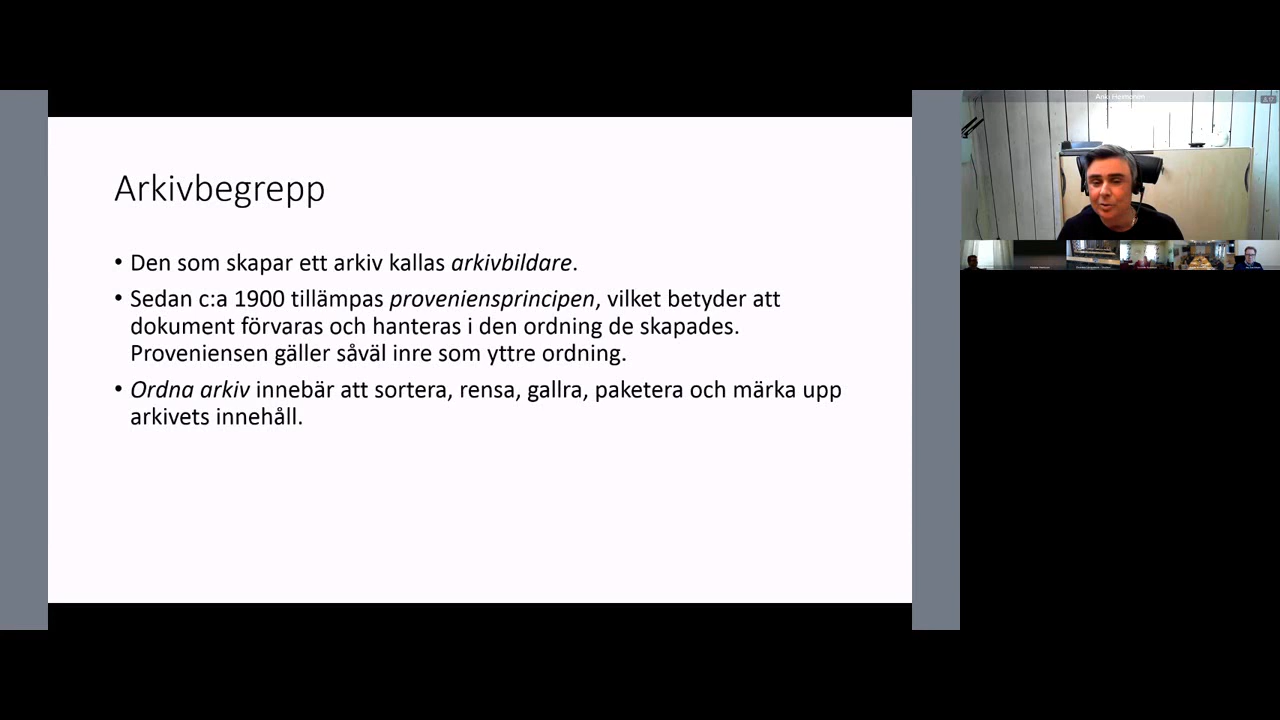 Arkivbegrepp
• Den som skapar ett arkiv kallas arkivbildare.
• Sedan c:a 1900 tillämpas proveniensprincipen, vilket betyder att
dokument förvaras och hanteras i den ordning de skapades.
Proveniensen gäller såväl inre som yttre ordning.
• Ordna arkiv innebär att sortera, rensa, gallra, paketera och märka upp
arkivets innehåll.